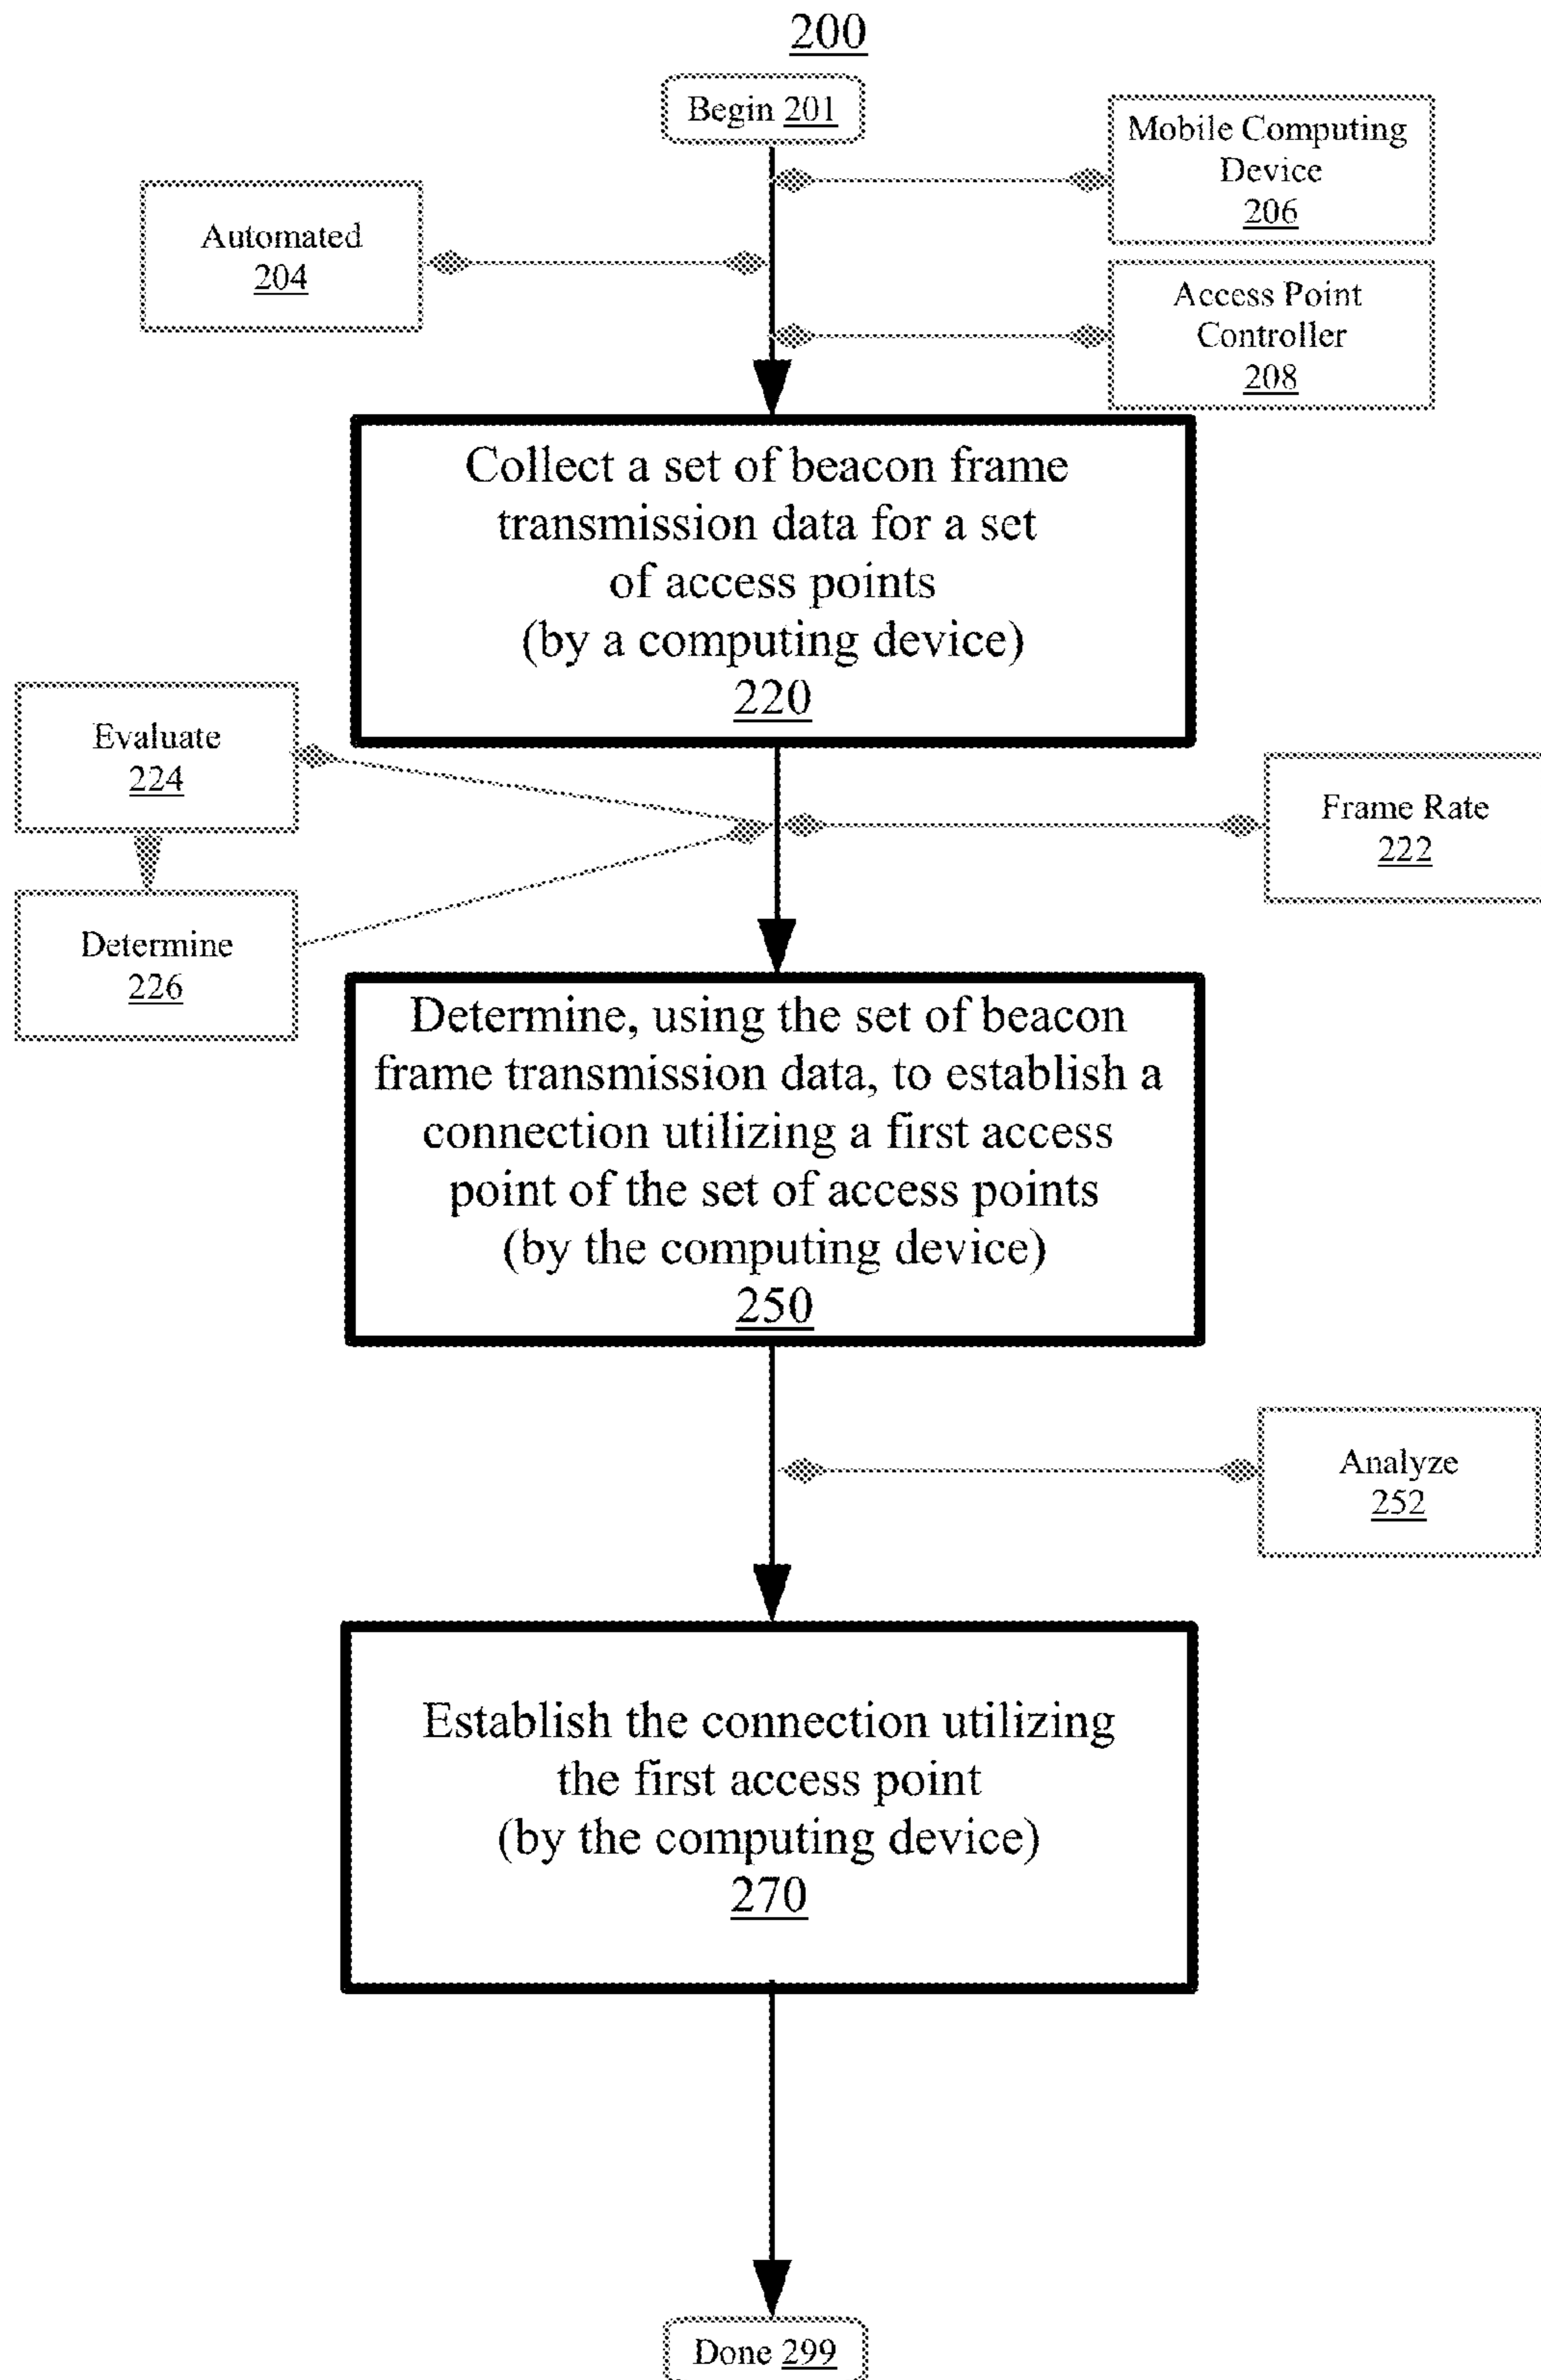 200
Begin 201
Mobile Computing
Device
206
Automated
204
Access Point
Controller
208
Collect a set of beacon frame
transmission data for a set
of access points
(by a computing device)
220
Evaluate
224
Frame Rate
222
Determine
226
Determine, using the set of beacon
frame transmission data, to establish a
connection utilizing a first access
point of the set of access points
(by the computing device)
250
Analyze
252
Establish the connection utilizing
the first access point
(by the computing device)
270
Done 299